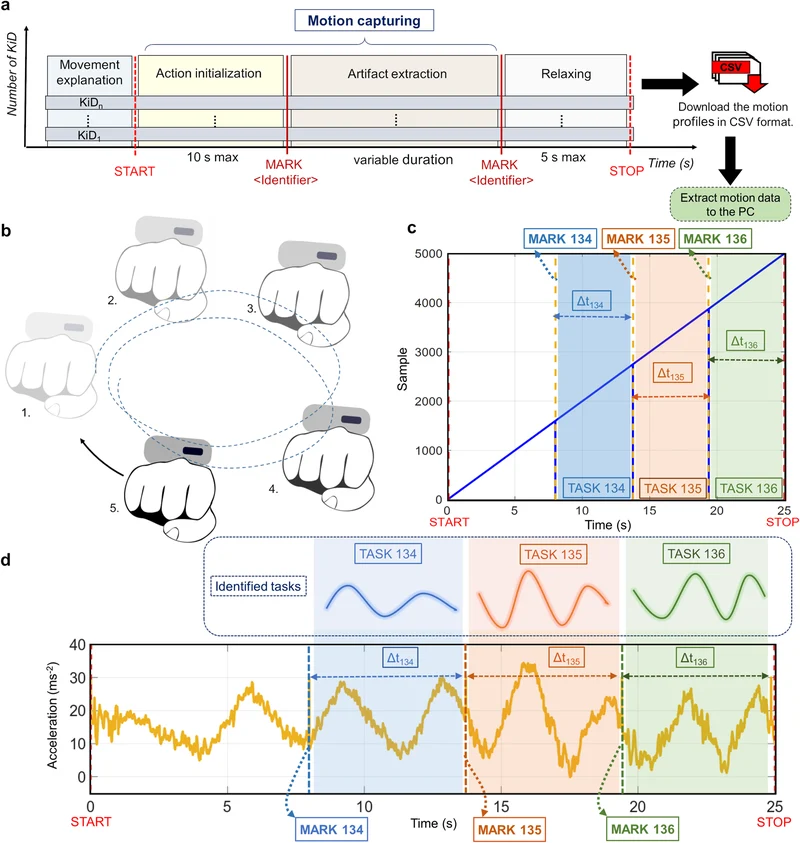 a
Motion capturing
Number of KiD
Movement
explanation
Action initialization
Artifact extraction
Relaxing
KiDn
KiD1
START
10 s max
MARK
<Identifier>
variable duration
MARK
<Identifier>
5 s max
STOP
Time (s)
CSV
Download the motion
profiles in CSV format.
Extract motion data
to the PC
b
1.
2.
3.
4.
5.
c
MARK 134
MARK 135
MARK 136
Sample
5000
4000
3000
2000
1000
0
Δt134
Δt135
Δt136
TASK 134
TASK 135
TASK 136
0
5
10
15
20
25
START
Time (s)
STOP
d
Identified tasks
TASK 134
TASK 135
TASK 136
Acceleration (ms-2)
40
30
20
10
0
Δt134
Δt135
Δt136
0
5
10
15
20
25
START
MARK 134
Time (s)
MARK 135
MARK 136
STOP